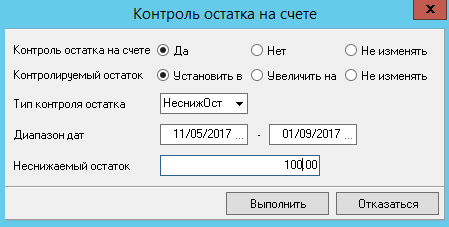 Контроль остатка на счете
Контроль остатка на счете Да Нет Не изменять
Контролируемый остаток Установить в Увеличить на Не изменять
Тип контроля остатка НеснижОст
Диапазон дат 11/05/2017 ... - 01/09/2017 ...
Неснижаемый остаток 100.00
Выполнить Отказаться